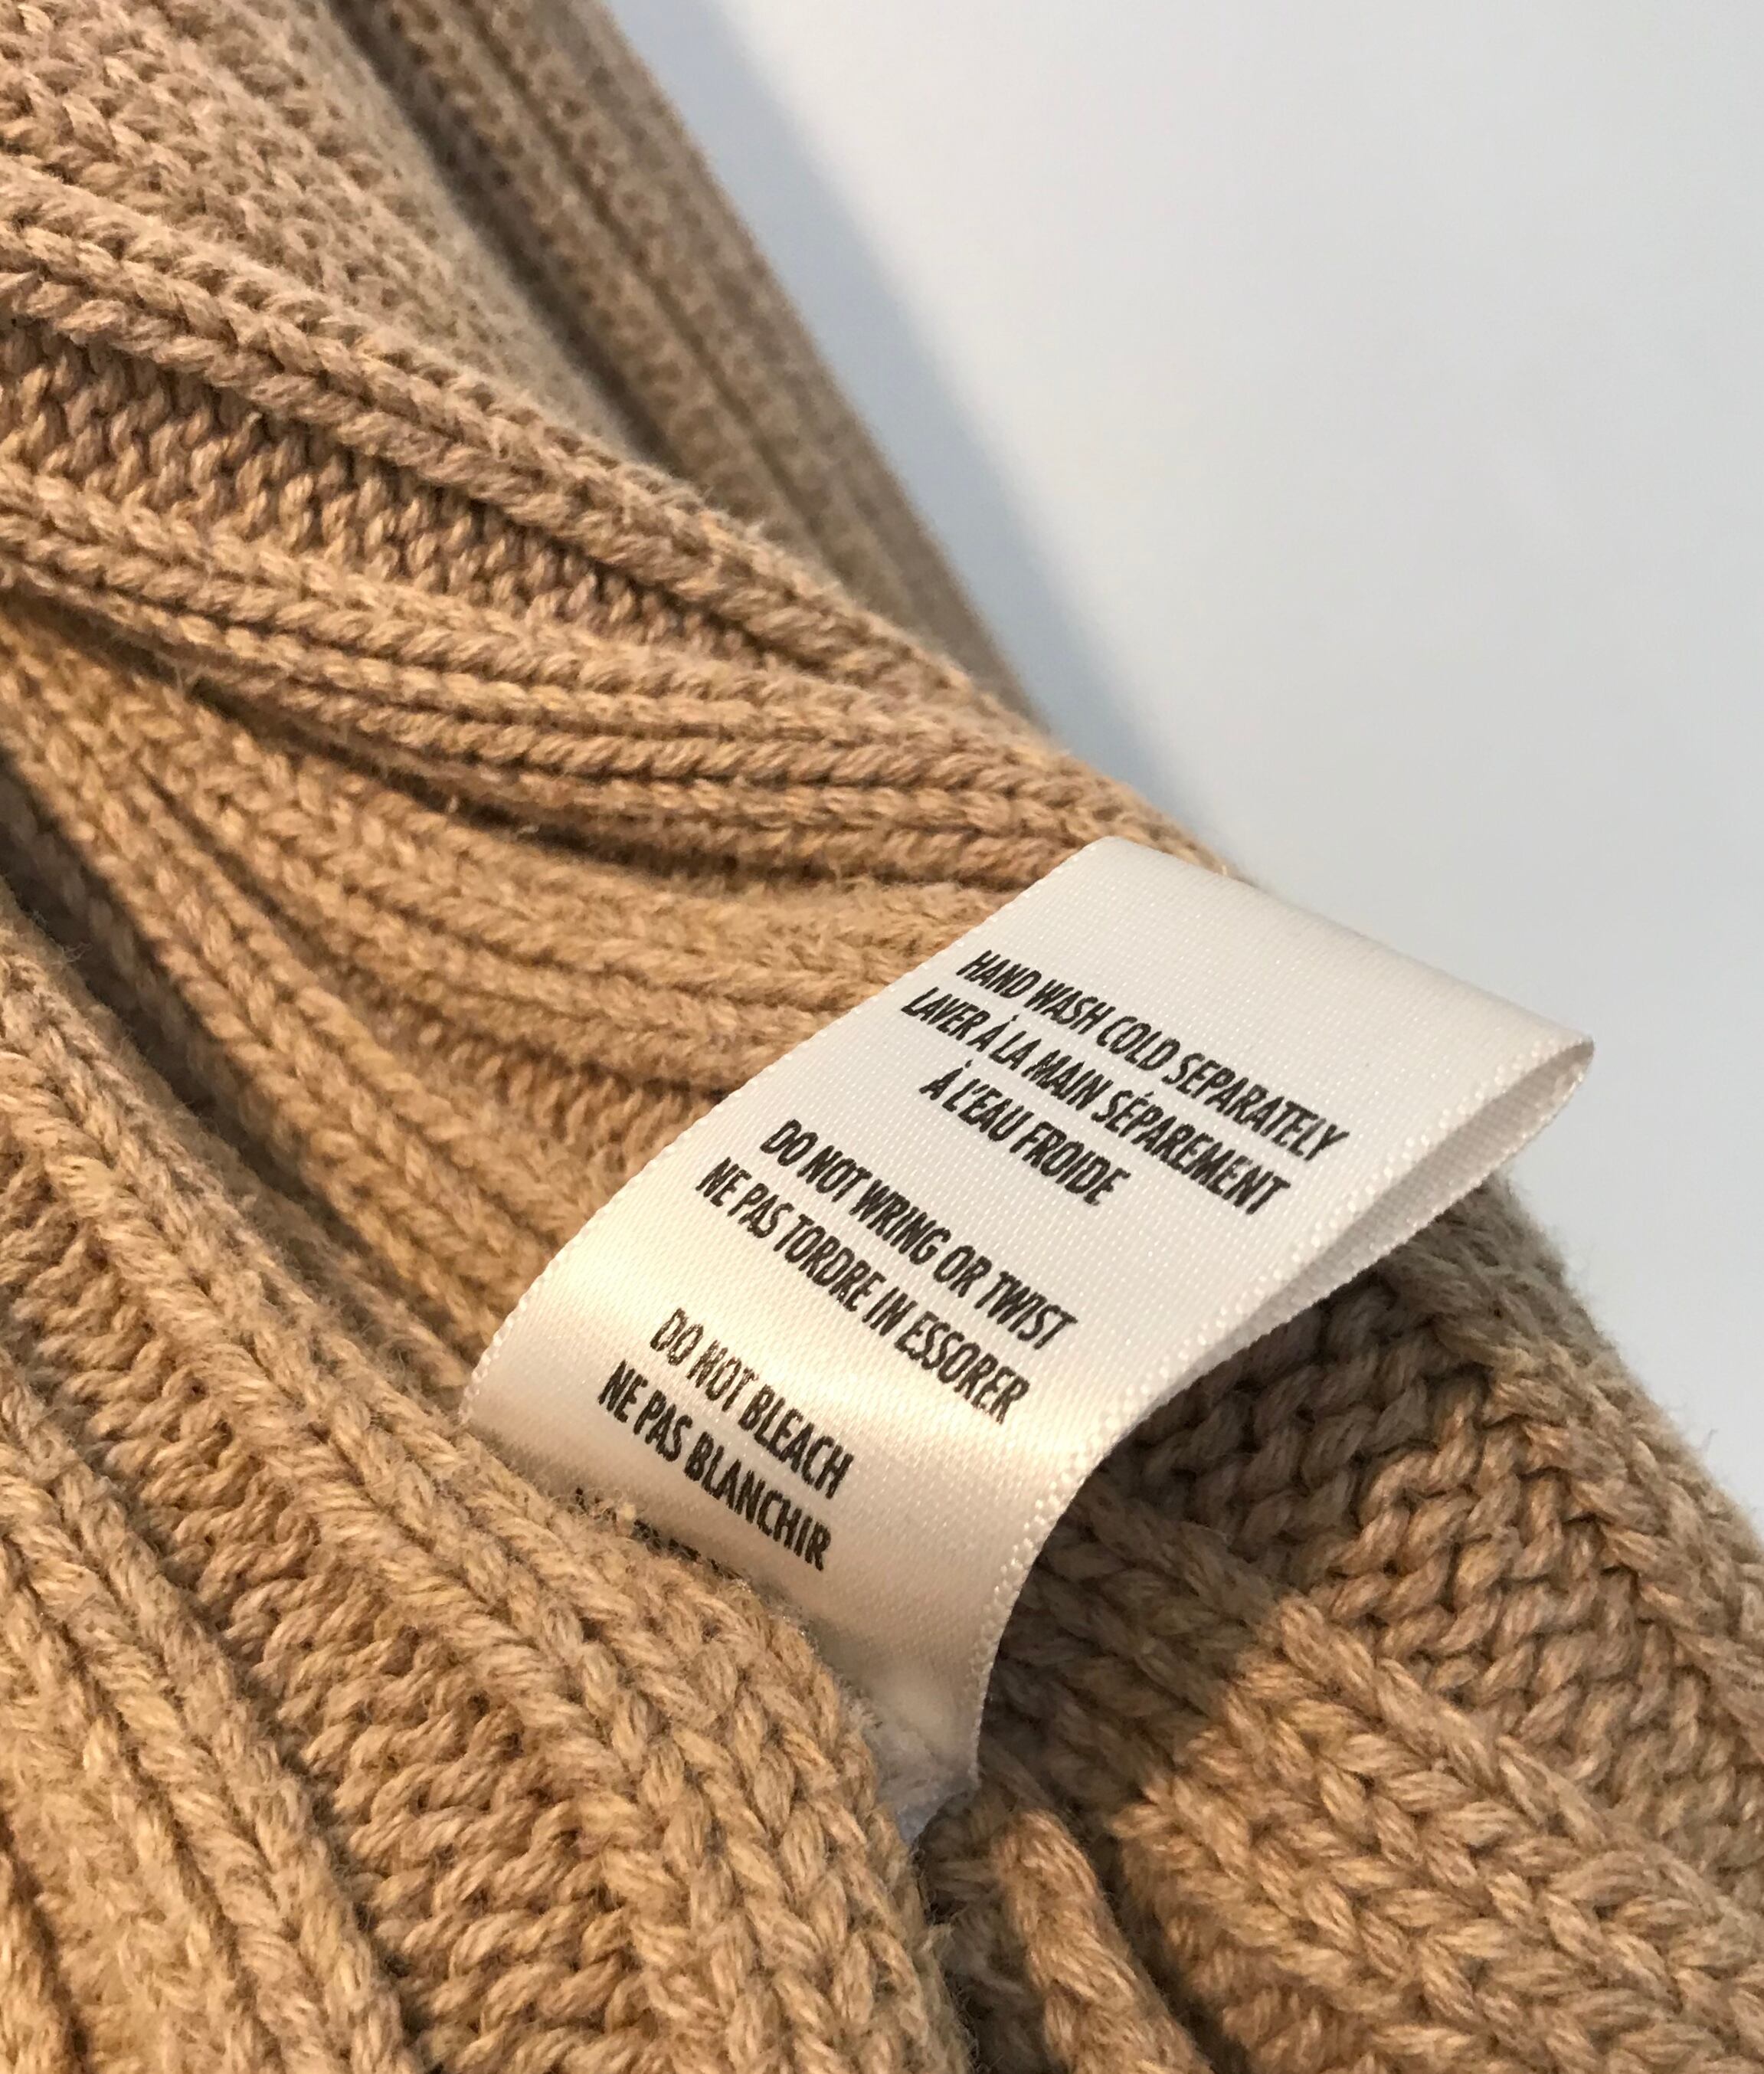 HAND WASH COLD SEPARATELY
LAVER À LA MAIN SÉPAREMENT
À L'EAU FROIDE
DO NOT WRING OR TWIST
NE PAS TORDRE IN ESSORER
DO NOT BLEACH
NE PAS BLANCHIR